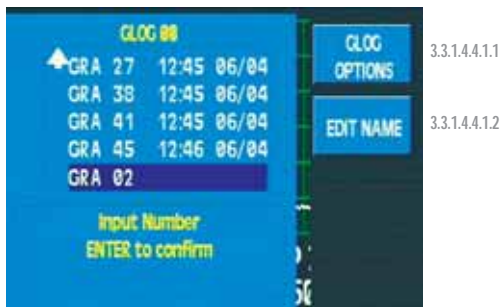 GLOG 00
GRA 27 12:45 06/04
GRA 38 12:45 06/04
GRA 41 12:45 06/04
GRA 45 12:46 06/04
GRA 02
Input Number
ENTER to confirm
GLOG
OPTIONS
3.3.1.4.4.1.1
EDIT NAME
3.3.1.4.4.1.2